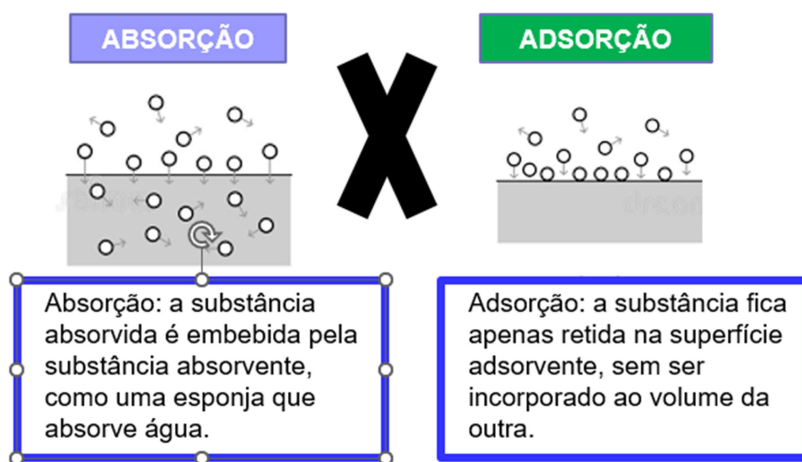 ABSORÇÃO
ADSORÇÃO
Absorção: a substância
absorvida é embebida pela
substância absorvente,
como uma esponja que
absorve água.
Adsorção: a substância fica
apenas retida na superfície
adsorvente, sem ser
incorporado ao volume da
outra.